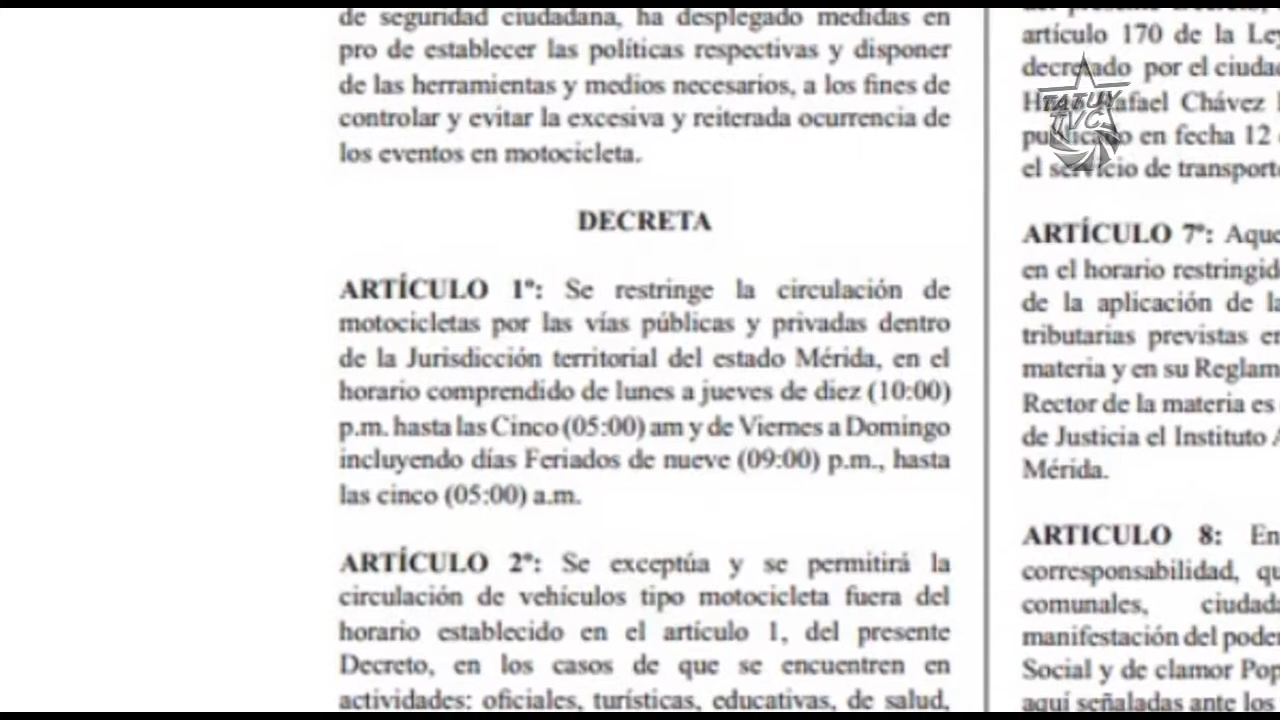 de seguridad ciudadana, ha desplegado medidas en
pro de establecer las políticas respectivas y disponer
de las herramientas y medios necesarios, a los fines de
controlar y evitar la excesiva y reiterada ocurrencia de
los eventos en motocicleta.
DECRETA
ARTÍCULO 1º: Se restringe la circulación de
motocicletas por las vías públicas y privadas dentro
de la Jurisdicción territorial del estado Mérida, en el
horario comprendido de lunes a jueves de diez (10:00)
p.m. hasta las Cinco (05:00) am y de Viernes a Domingo
incluyendo días Feriados de nueve (09:00) p.m., hasta
las cinco (05:00) a.m.
ARTÍCULO 2º: Se exceptúa y se permitirá la
circulación de vehículos tipo motocicleta fuera del
horario establecido en el artículo 1, del presente
Decreto, en los casos de que se encuentren en
actividades: oficiales, turísticas, educativas, de salud,
artículo 170 de la Ley
decretado por el ciuda
Rafael Chávez
publicado en fecha 12
el servicio de transport
ARTÍCULO 7º: Aque
en el horario restringid
de la aplicación de la
tributarias previstas en
materia y en su Reglam
Rector de la materia es
de Justicia el Instituto
Mérida.
ARTICULO 8: En
corresponsabilidad, qu
comunales, ciudad
manifestación del poder
Social y de clamor Pop
aquí señaladas ante los
TATUY
TVC